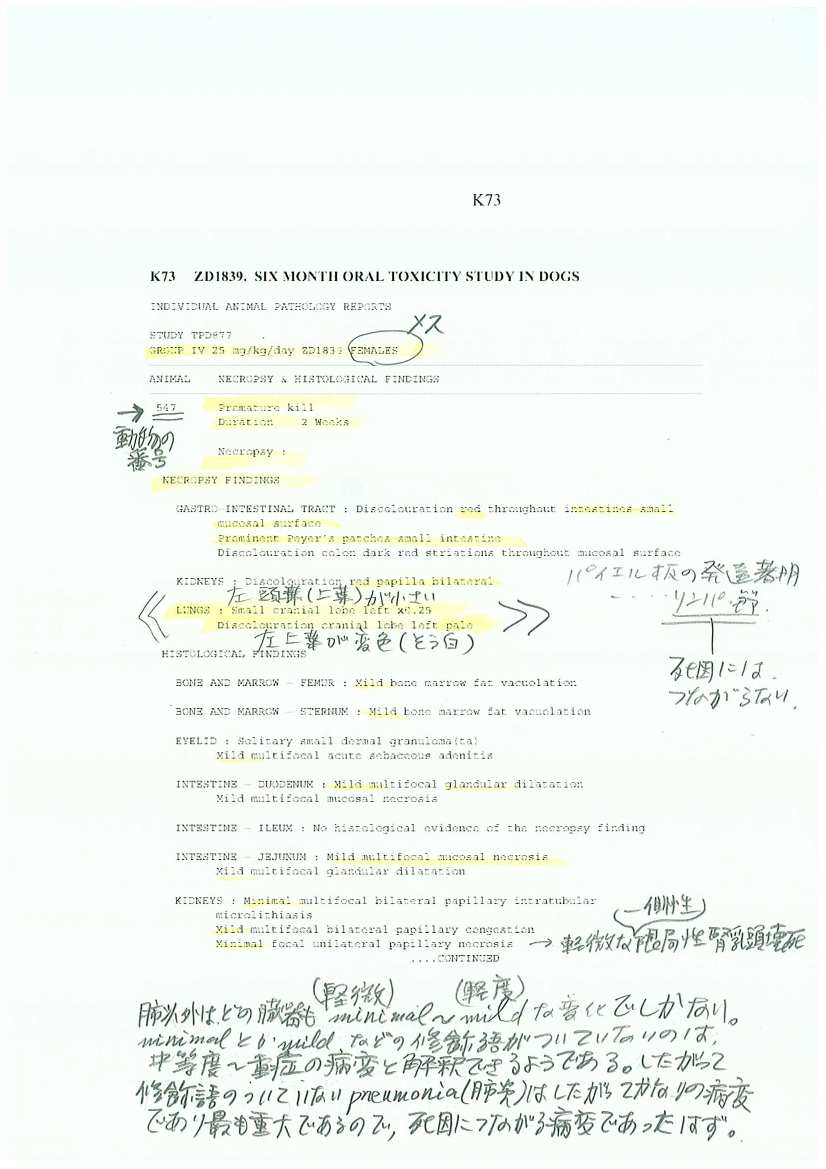 K73
K73 ZD1839. SIX MONTH ORAL TOXICITY STUDY IN DOGS
INDIVIDUAL ANIMAL PATHOLOGY REPORTS
メス
STUDY TPD877
GROUP IV 25 mg/kg/day ZD1839 FEMALES
ANIMAL NECROPSY & HISTOLOGICAL FINDINGS
→ 547 Premature kill
Duration 2 Weeks
動物の
番号
Necropsy :
NECROPSY FINDINGS
GASTRO-INTESTINAL TRACT : Discolouration red throughout intestines small
mucosal surface
Prominent Peyer's patches small intestine
Discolouration colon dark red striations throughout mucosal surface
KIDNEYS : Discolouration red papilla bilateral
パイエル板の発達著明
左頭葉(上葉)が小さい
.....リンパ節.
LUNGS : Small cranial lobe left x0.25
Discolouration cranial lobe left pale
左上葉が変色(そう白)
死因には
つながらない.
HISTOLOGICAL FINDINGS
BONE AND MARROW - FEMUR : Mild bone marrow fat vacuolation
BONE AND MARROW - STERNUM : Mild bone marrow fat vacuolation
EYELID : Solitary small dermal granuloma(ta)
Mild multifocal acute sebaceous adenitis
INTESTINE - DUODENUM : Mild multifocal glandular dilatation
Mild multifocal mucosal necrosis
INTESTINE - ILEUM : No histological evidence of the necropsy finding
INTESTINE - JEJUNUM : Mild multifocal mucosal necrosis
Mild multifocal glandular dilatation
KIDNEYS : Minimal multifocal bilateral papillary intratubular
microlithiasis
一側性
Mild multifocal bilateral papillary congestion
Minimal focal unilateral papillary necrosis → 軽微な限局性腎乳頭壊死
....CONTINUED
(軽微) (軽度)
肺以外はどの臓器も minimal～mild な変化でしかない。
minimalとかmildなどの修飾語がついていないのは、
中等度～重症の病変と解釈できるようである。したがって
修飾語のついていないpneumonia(肺炎)はしたがってかなりの病変
であり最も重大であるので, 死因につながる病変であったはず。